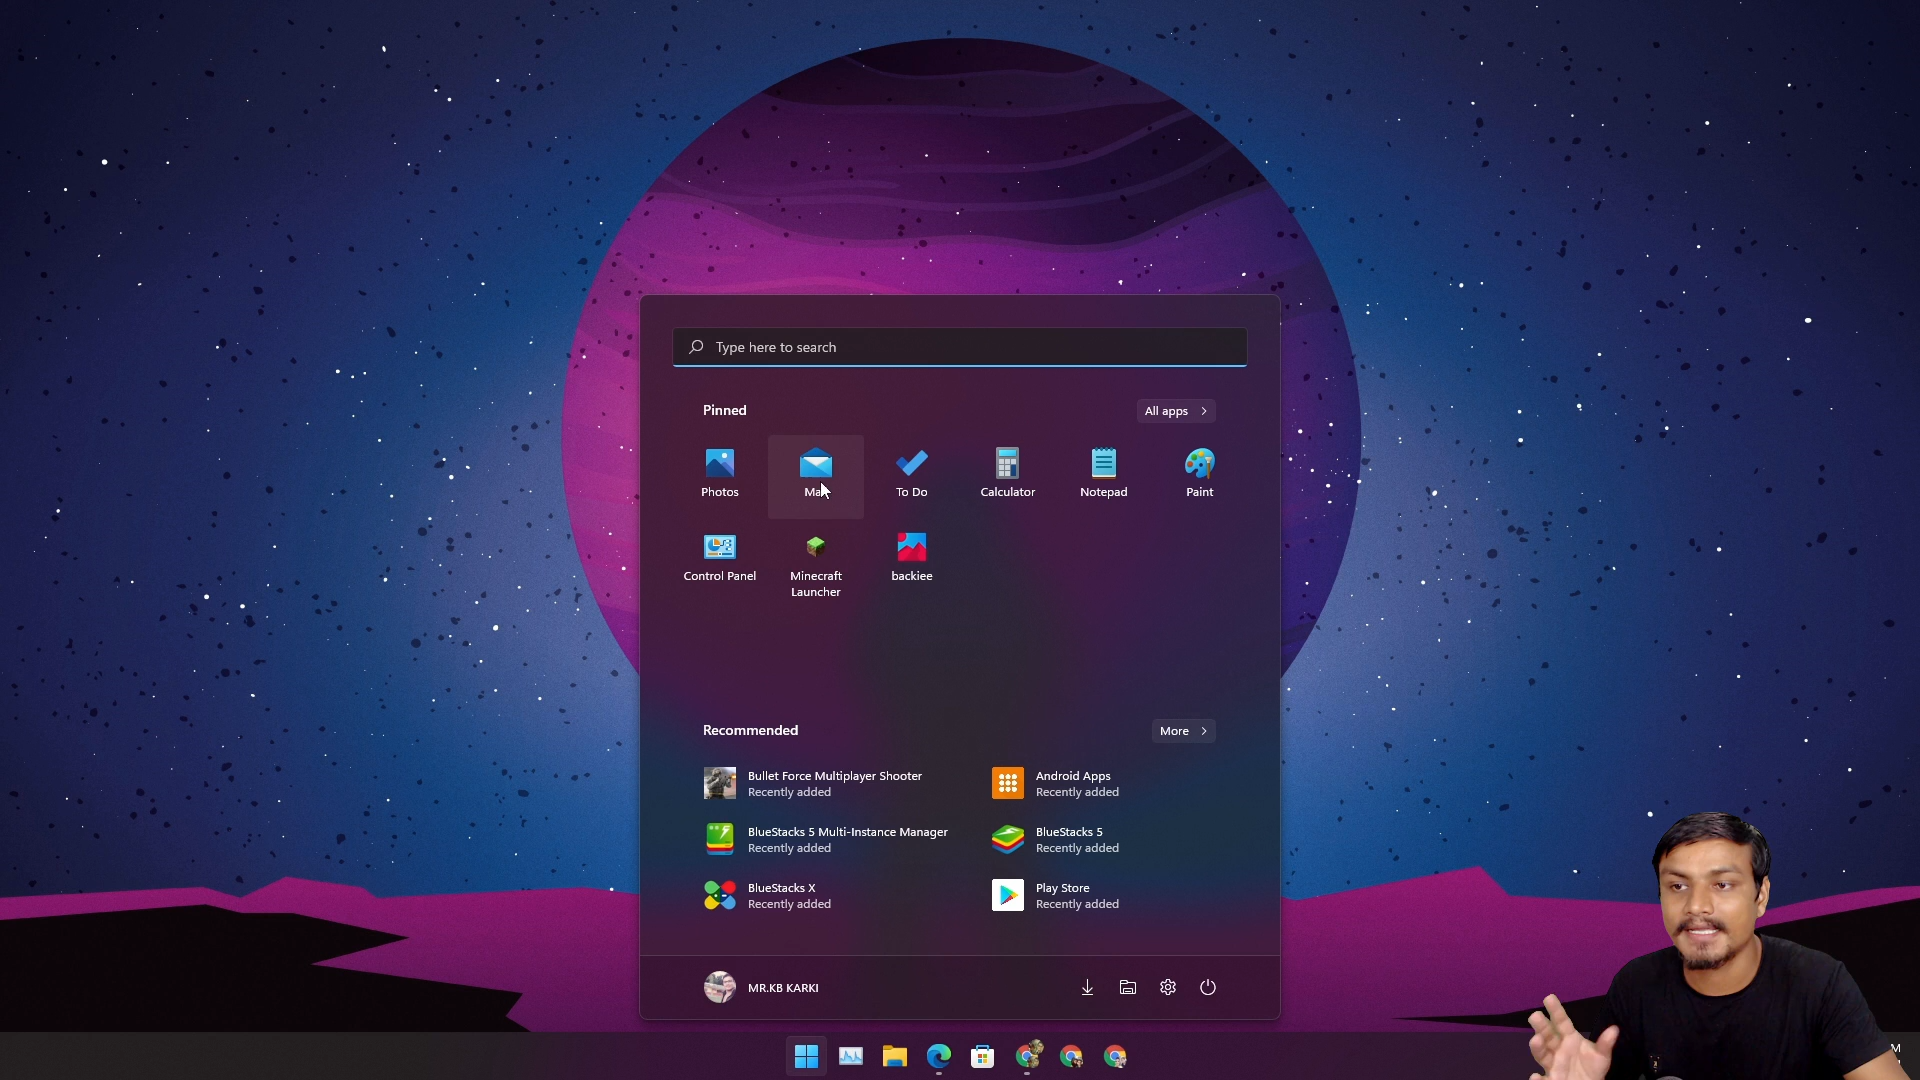 Type here to search
Pinned
All apps
Photos
To Do
Calculator
Notepad
Paint
Control Panel
Minecraft
Launcher
backiee
Recommended
More
Bullet Force Multiplayer Shooter
Recently added
Android Apps
Recently added
BlueStacks 5 Multi-Instance Manager
Recently added
BlueStacks 5
Recently added
BlueStacks X
Recently added
Play Store
Recently added
MR.KB KARKI